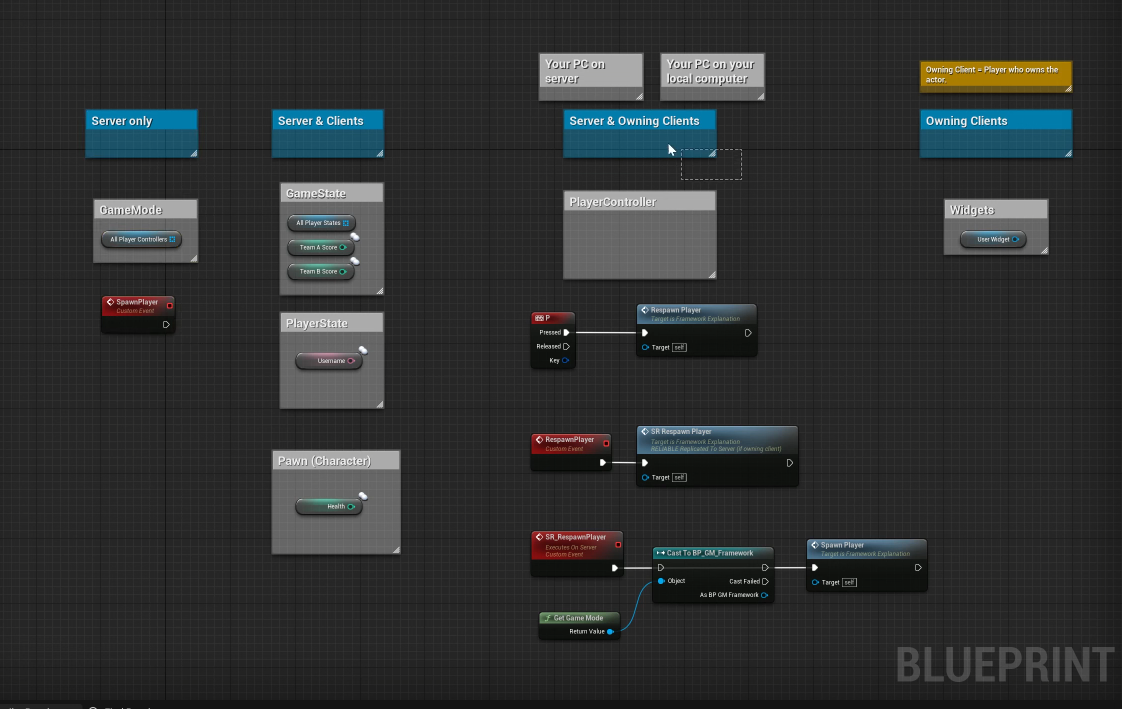 Your PC on
server
Your PC on your
local computer
Owning Client = Player who owns the
actor.
Server only
Server & Clients
Server & Owning Clients
Owning Clients
GameMode
All Player Controllers
SpawnPlayer
Custom Event
GameState
All Player States
Team A Score
Team B Score
PlayerState
Username
Pawn (Character)
Health
PlayerController
Widgets
User Widget
P
Pressed
Released
Key
Respawn Player
Target is Framework Explanation
Target self
RespawnPlayer
Custom Event
SR Respawn Player
Target is Framework Explanation
RELIABLE Replicated To Server (if owning client)
Target self
SR_RespawnPlayer
Executes On Server
Custom Event
Cast To BP_GM_Framework
Object
Cast Failed
As BP GM Framework
Spawn Player
Target is Framework Explanation
Target self
f Get Game Mode
Return Value
BLUEPRINT